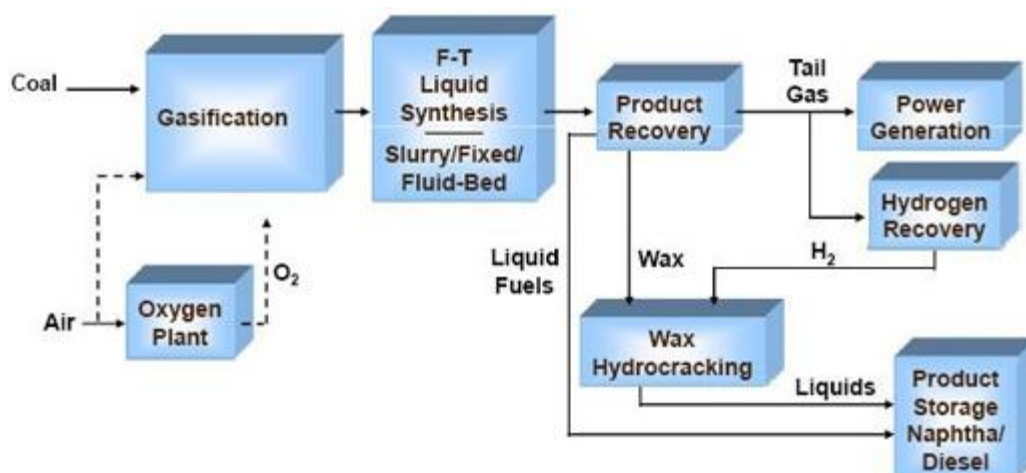 Coal
Gasification
F-T
Liquid
Synthesis
Slurry/Fixed/
Fluid-Bed
Product
Recovery
Tail
Gas
Power
Generation
Hydrogen
Recovery
H2
Liquid
Fuels
Wax
O2
Air
Oxygen
Plant
Wax
Hydrocracking
Liquids
Product
Storage
Naphtha/
Diesel